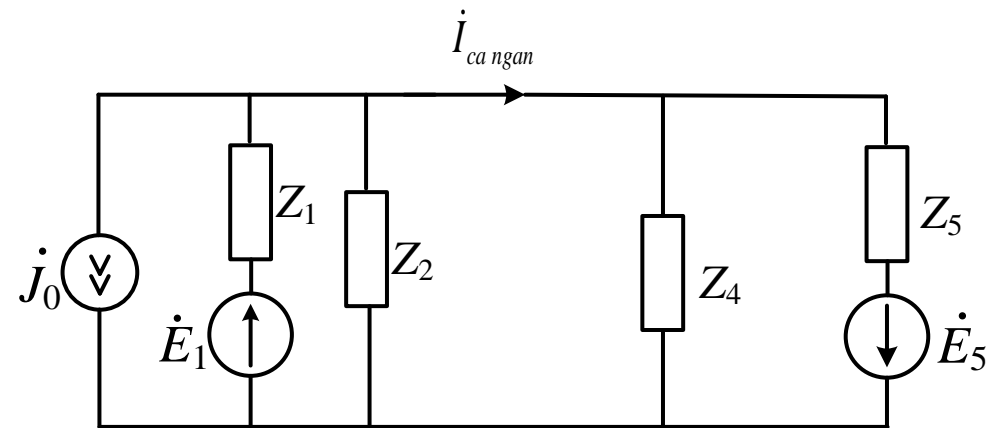 İ_ca ngan
Z₁
Z₂
Z₄
Z₅
J̇₀
Ė₁
Ė₅